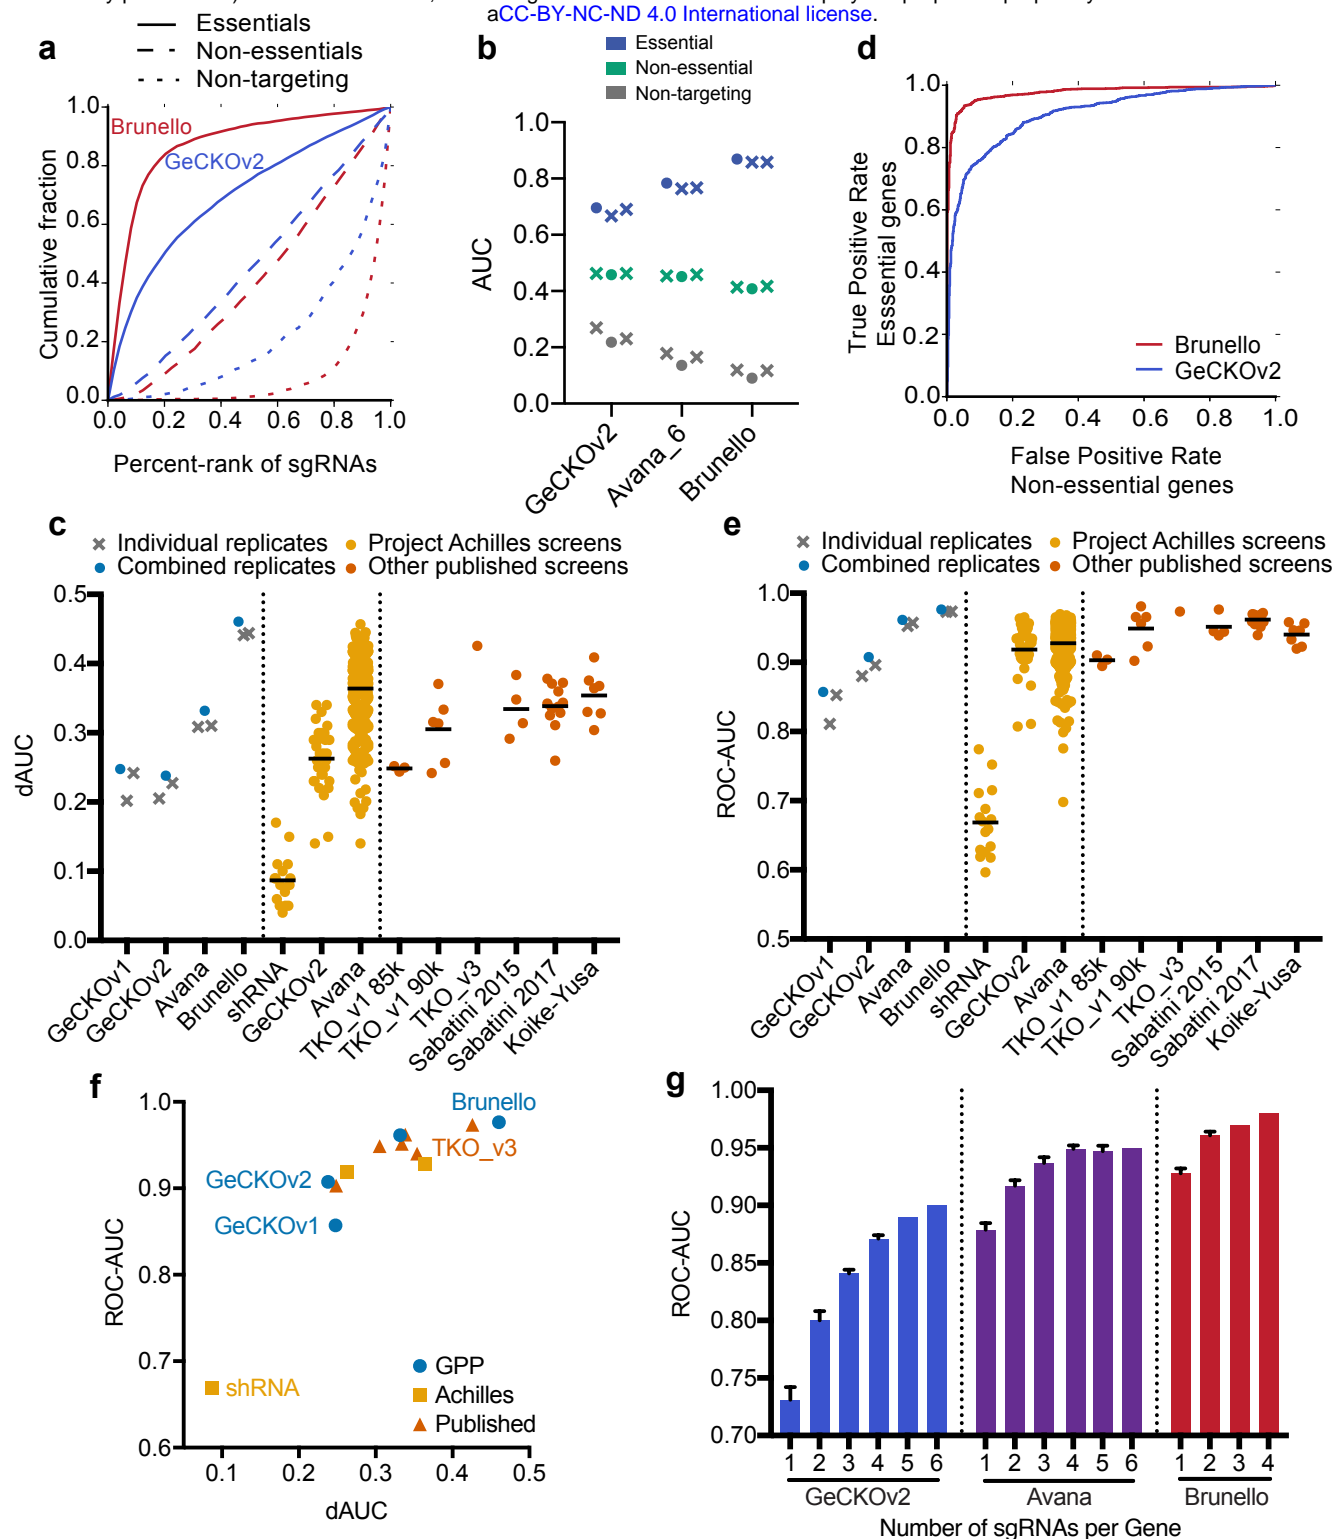 aCC-BY-NC-ND 4.0 International license.
a
Essentials
Non-essentials
Non-targeting
Brunello
GeCKOv2
Cumulative fraction
1.0
0.8
0.6
0.4
0.2
0.0
0.0 0.2 0.4 0.6 0.8 1.0
Percent-rank of sgRNAs
b
Essential
Non-essential
Non-targeting
AUC
1.0
0.8
0.6
0.4
0.2
0.0
GeCKOv2
Avana_6
Brunello
d
True Positive Rate
Esssential genes
1.0
0.8
0.6
0.4
0.2
0.0
Brunello
GeCKOv2
0.0 0.2 0.4 0.6 0.8 1.0
False Positive Rate
Non-essential genes
c
Individual replicates
Combined replicates
Project Achilles screens
Other published screens
dAUC
0.5
0.4
0.3
0.2
0.1
0.0
GeCKOv1
GeCKOv2
Avana
Brunello
shRNA
GeCKOv2
Avana
TKO_v1 85k
TKO_v1 90k
TKO_v3
Sabatini 2015
Sabatini 2017
Koike-Yusa
e
Individual replicates
Combined replicates
Project Achilles screens
Other published screens
ROC-AUC
1.0
0.9
0.8
0.7
0.6
0.5
GeCKOv1
GeCKOv2
Avana
Brunello
shRNA
GeCKOv2
Avana
TKO_v1 85k
TKO_v1 90k
TKO_v3
Sabatini 2015
Sabatini 2017
Koike-Yusa
f
ROC-AUC
1.0
0.9
0.8
0.7
0.6
Brunello
TKO_v3
GeCKOv2
GeCKOv1
shRNA
GPP
Achilles
Published
0.1 0.2 0.3 0.4 0.5
dAUC
g
ROC-AUC
1.00
0.95
0.90
0.85
0.80
0.75
0.70
1 2 3 4 5 6 1 2 3 4 5 6 1 2 3 4
GeCKOv2 Avana Brunello
Number of sgRNAs per Gene